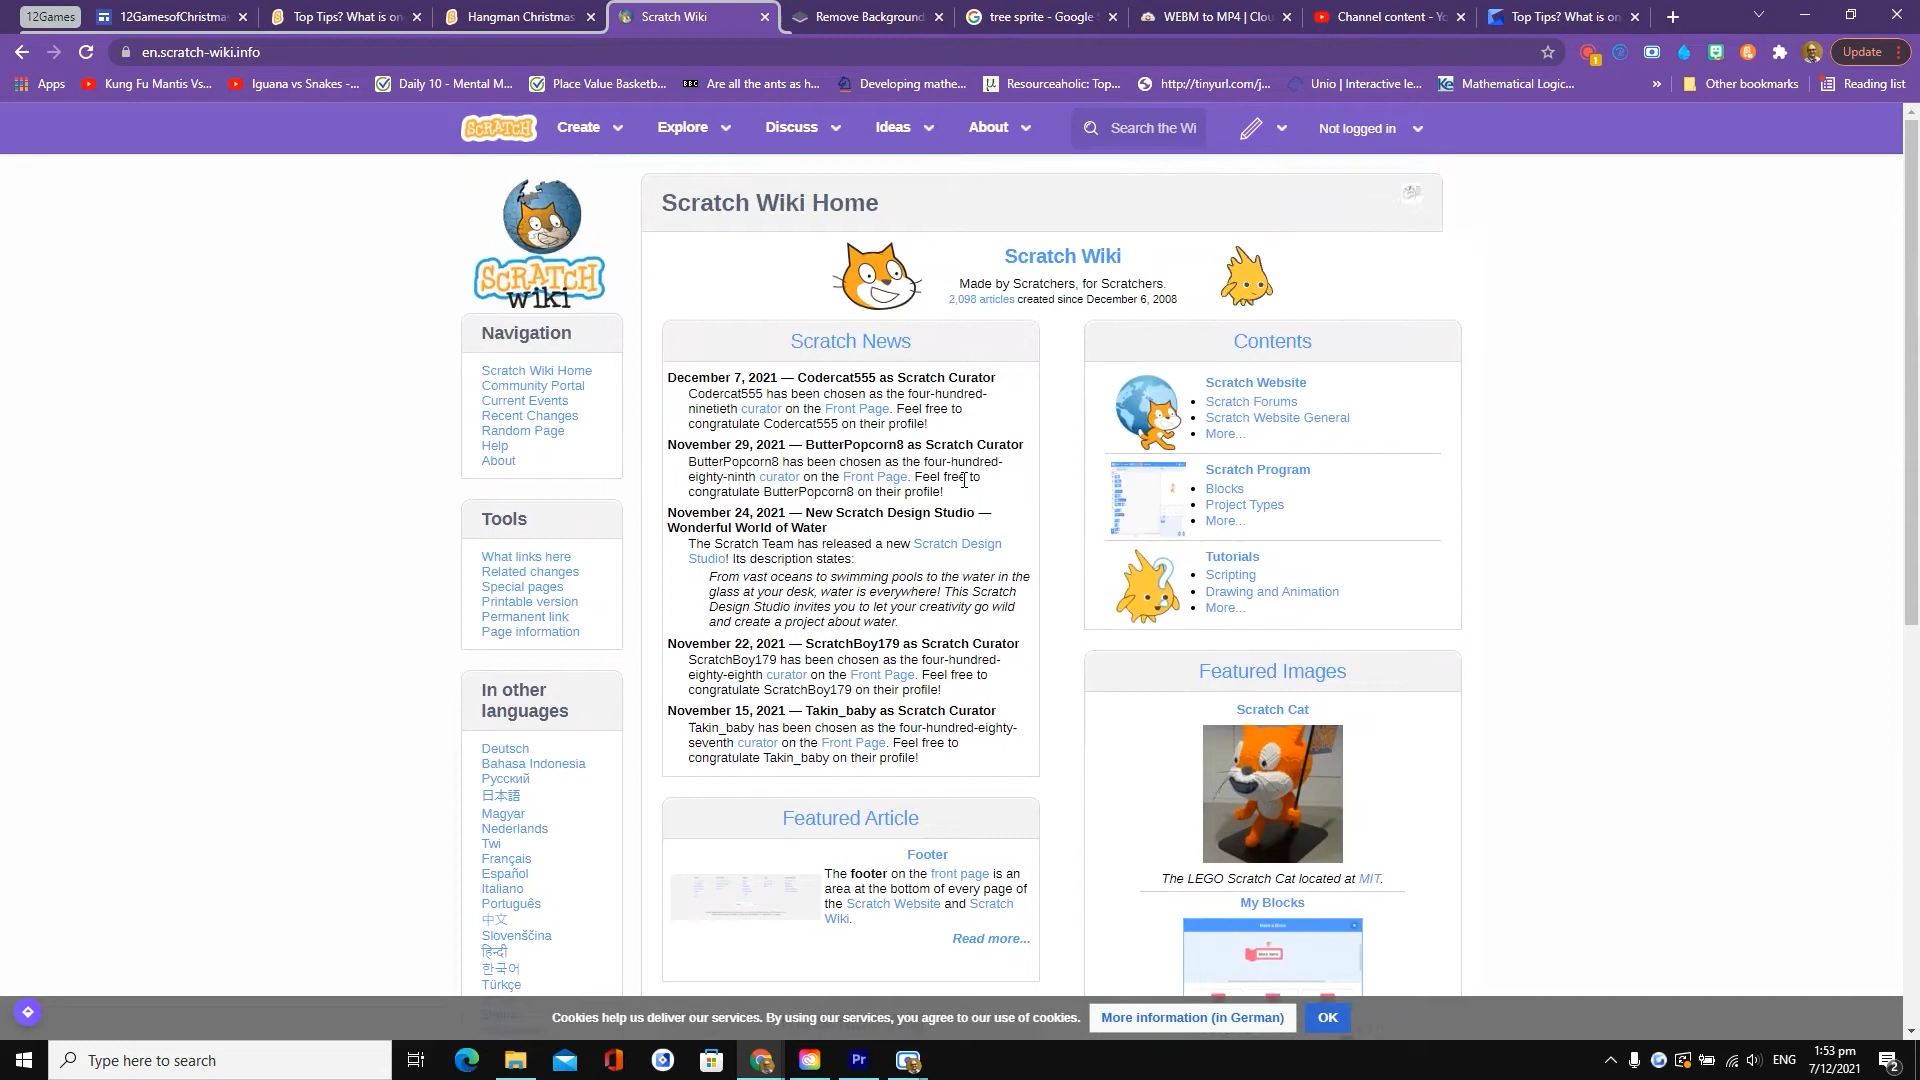 12Games
12GamesofChristmas
Top Tips? What is on
Hangman Christmas
Scratch Wiki
Remove Background
tree sprite - Google
WEBM to MP4 | Clou
Channel content - Yo
Top Tips? What is on
en.scratch-wiki.info
Update
Apps
Kung Fu Mantis Vs...
Iguana vs Snakes -...
Daily 10 - Mental M...
Place Value Basketb...
BBC Are all the ants as h...
Developing mathe...
Resourceaholic: Top...
http://tinyurl.com/j...
Unio | Interactive le...
Mathematical Logic...
»
Other bookmarks
Reading list
SCRATCH
Create
Explore
Discuss
Ideas
About
Search the Wi
Not logged in
SCRATCH
wiki
Navigation
Scratch Wiki Home
Community Portal
Current Events
Recent Changes
Random Page
Help
About
Tools
What links here
Related changes
Special pages
Printable version
Permanent link
Page information
In other
languages
Deutsch
Bahasa Indonesia
Русский
日本語
Magyar
Nederlands
Twi
Français
Español
Italiano
Português
中文
Slovenščina
हिन्दी
한국어
Türkçe
Scratch Wiki Home
Scratch Wiki
Made by Scratchers, for Scratchers.
2,098 articles created since December 6, 2008
Scratch News
December 7, 2021 — Codercat555 as Scratch Curator
Codercat555 has been chosen as the four-hundred-
ninetieth curator on the Front Page. Feel free to
congratulate Codercat555 on their profile!
November 29, 2021 — ButterPopcorn8 as Scratch Curator
ButterPopcorn8 has been chosen as the four-hundred-
eighty-ninth curator on the Front Page. Feel free to
congratulate ButterPopcorn8 on their profile!
November 24, 2021 — New Scratch Design Studio —
Wonderful World of Water
The Scratch Team has released a new Scratch Design
Studio! Its description states:
From vast oceans to swimming pools to the water in the
glass at your desk, water is everywhere! This Scratch
Design Studio invites you to let your creativity go wild
and create a project about water.
November 22, 2021 — ScratchBoy179 as Scratch Curator
ScratchBoy179 has been chosen as the four-hundred-
eighty-eighth curator on the Front Page. Feel free to
congratulate ScratchBoy179 on their profile!
November 15, 2021 — Takin_baby as Scratch Curator
Takin_baby has been chosen as the four-hundred-eighty-
seventh curator on the Front Page. Feel free to
congratulate Takin_baby on their profile!
Featured Article
Footer
The footer on the front page is an
area at the bottom of every page of
the Scratch Website and Scratch
Wiki.
Read more...
Contents
Scratch Website
Scratch Forums
Scratch Website General
More...
Scratch Program
Blocks
Project Types
More...
Tutorials
Scripting
Drawing and Animation
More...
Featured Images
Scratch Cat
The LEGO Scratch Cat located at MIT.
My Blocks
Cookies help us deliver our services. By using our services, you agree to our use of cookies.
More information (in German)
OK
Type here to search
Pr
ENG
1:53 pm
7/12/2021
2